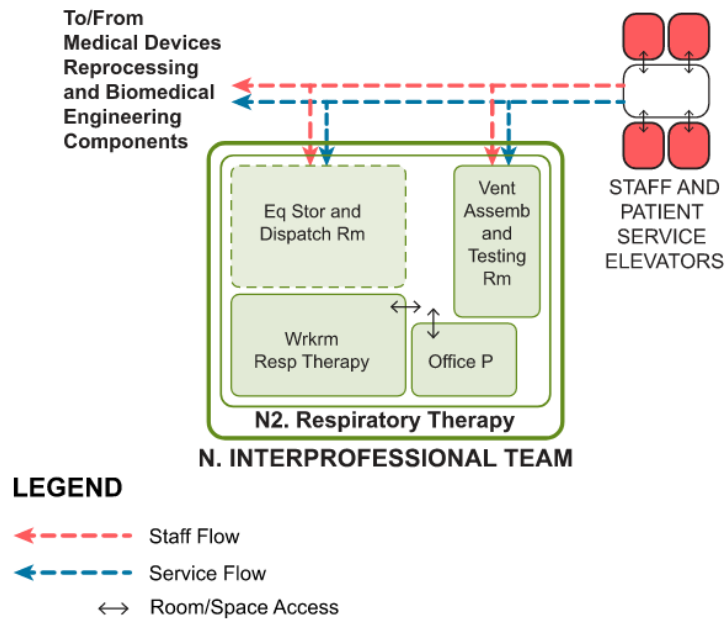 To/From
Medical Devices
Reprocessing
and Biomedical
Engineering
Components
STAFF AND
PATIENT
SERVICE
ELEVATORS
Eq Stor and
Dispatch Rm
Vent
Assemb
and
Testing
Rm
Wrkrm
Resp Therapy
Office P
N2. Respiratory Therapy
N. INTERPROFESSIONAL TEAM
LEGEND
Staff Flow
Service Flow
Room/Space Access